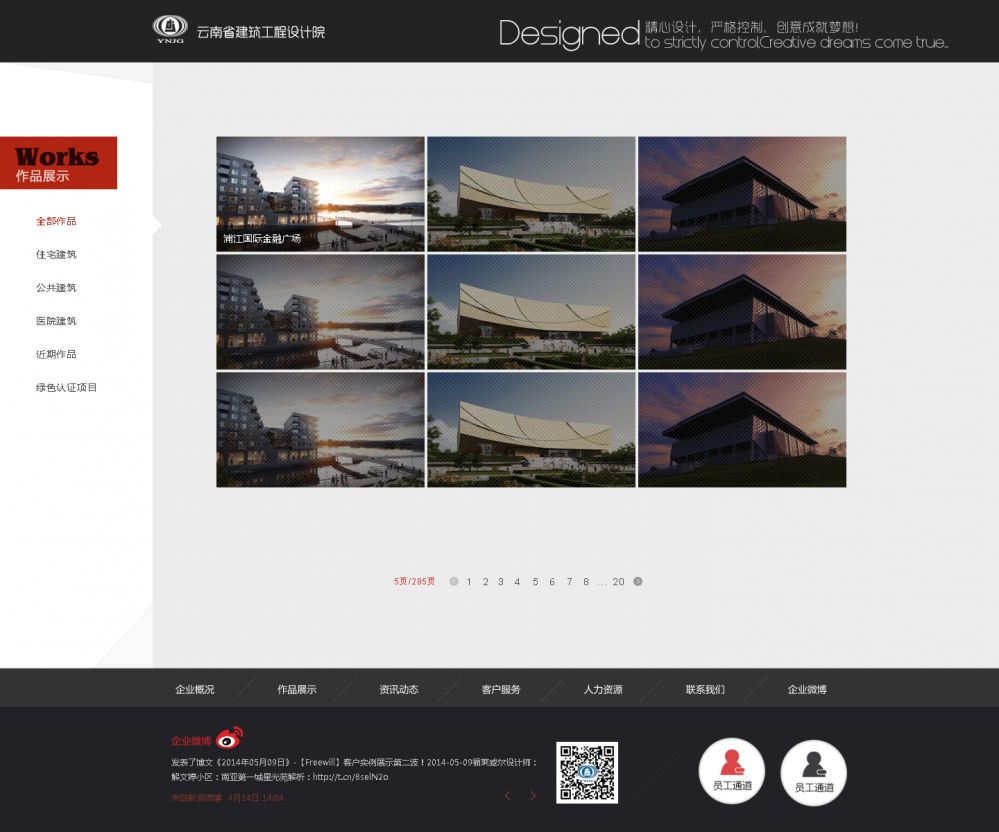 YNJG
云南省建筑工程设计院
Designed
精心设计，严格控制，创意成就梦想!
to strictly control,Creative dreams come true...
Works
作品展示
全部作品
住宅建筑
公共建筑
医院建筑
近期作品
绿色认证项目
浦江国际金融广场
5页/285页 1 2 3 4 5 6 7 8 ... 20
企业概况 作品展示 资讯动态 客户服务 人力资源 联系我们 企业微博
企业微博
发表了博文《2014年05月09日》-【Freewill】客户实例展示第二波！2014-05-09福莱威尔设计师：
解文婷小区：南亚第一城星光苑解析：http://t.cn/8selN2o
来自新浪微博 4月14日 14:04
员工通道
员工通道